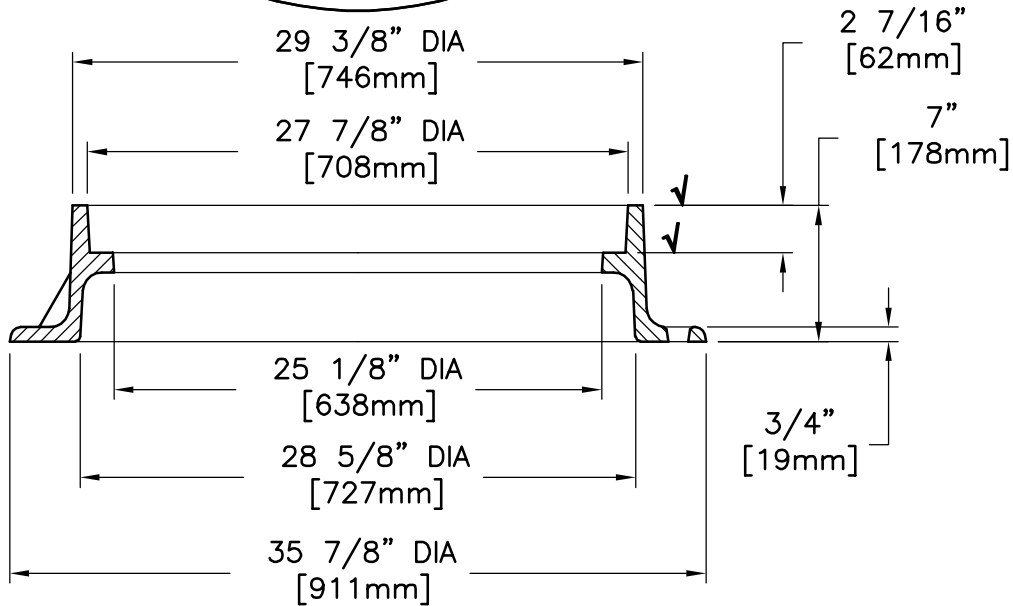 29 3/8” DIA
[746mm]
27 7/8” DIA
[708mm]
2 7/16”
[62mm]
7”
[178mm]
25 1/8” DIA
[638mm]
28 5/8” DIA
[727mm]
35 7/8” DIA
[911mm]
3/4”
[19mm]